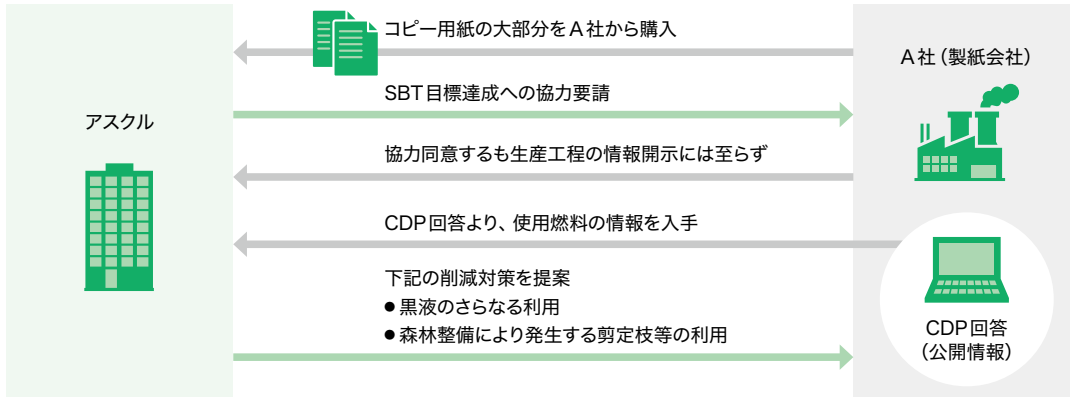 アスクル
コピー用紙の大部分をA社から購入
SBT目標達成への協力要請
協力同意するも生産工程の情報開示には至らず
CDP回答より、使用燃料の情報を入手
下記の削減対策を提案
●黒液のさらなる利用
●森林整備により発生する剪定枝等の利用
A社（製紙会社）
CDP回答
（公開情報）